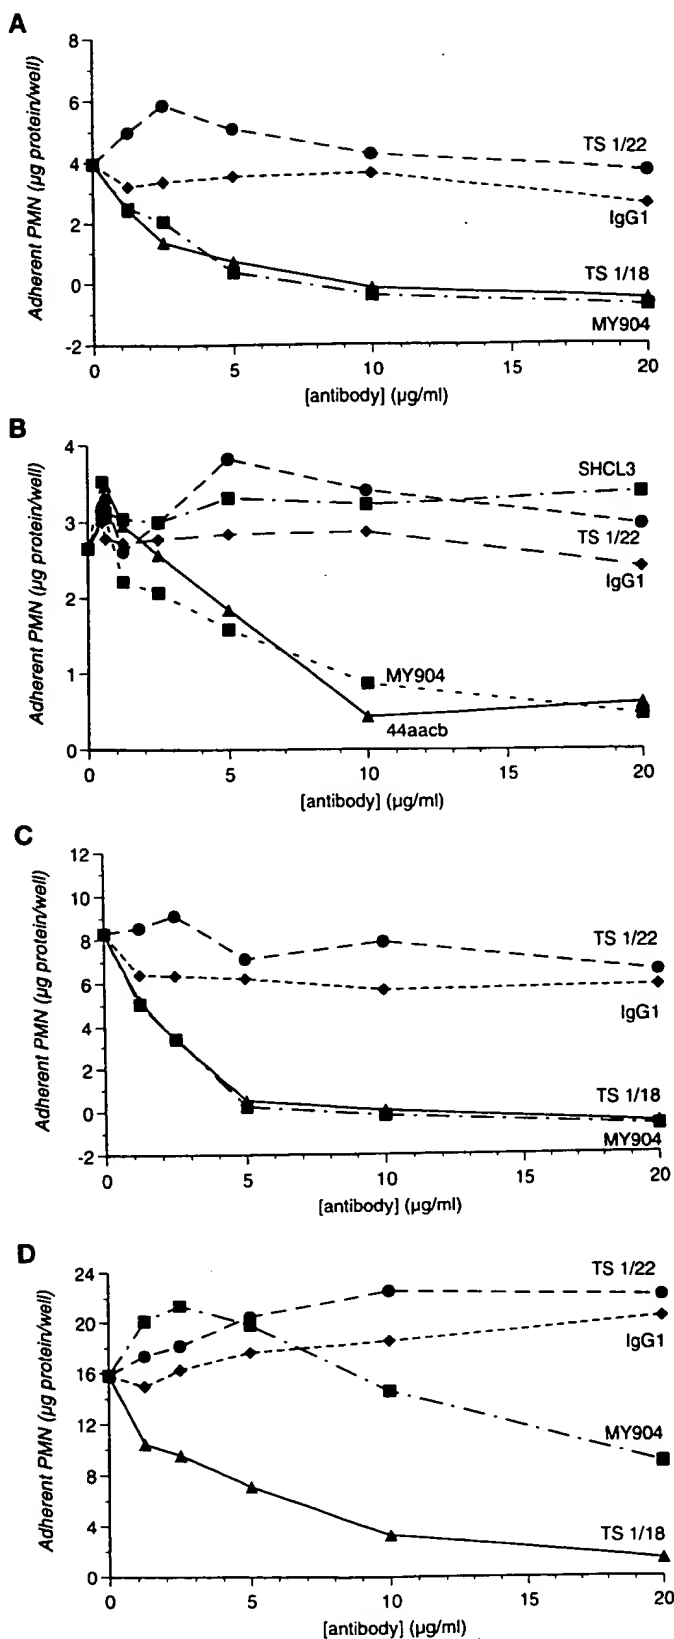 A
Adherent PMN (µg protein/well)
8
6
4
2
0
-2
TS 1/22
IgG1
TS 1/18
MY904
0 5 10 15 20
[antibody] (µg/ml)
B
Adherent PMN (µg protein/well)
4
3
2
1
0
SHCL3
TS 1/22
IgG1
MY904
44aacb
0 5 10 15 20
[antibody] (µg/ml)
C
Adherent PMN (µg protein/well)
12
10
8
6
4
2
0
-2
TS 1/22
IgG1
TS 1/18
MY904
0 5 10 15 20
[antibody] (µg/ml)
D
Adherent PMN (µg protein/well)
24
20
16
12
8
4
0
TS 1/22
IgG1
MY904
TS 1/18
0 5 10 15 20
[antibody] (µg/ml)